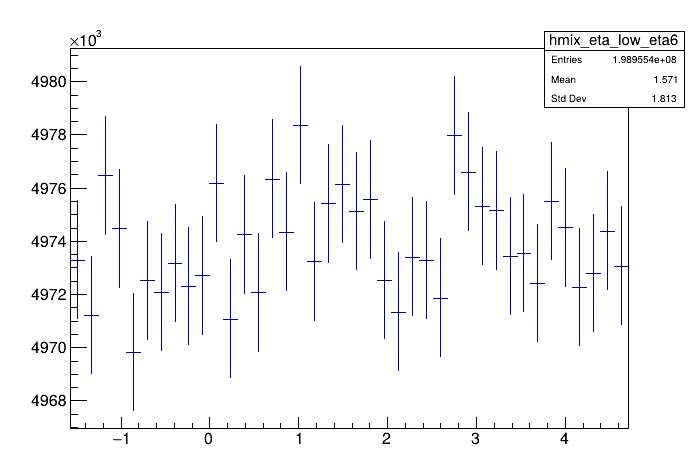 ×10³
hmix_eta_low_eta6
Entries 1.989554e+08
Mean 1.571
Std Dev 1.813
4980
4978
4976
4974
4972
4970
4968
−1 0 1 2 3 4